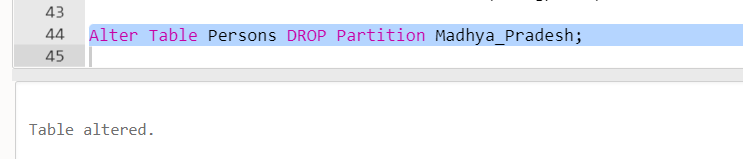 43
44 Alter Table Persons DROP Partition Madhya_Pradesh;
45
Table altered.